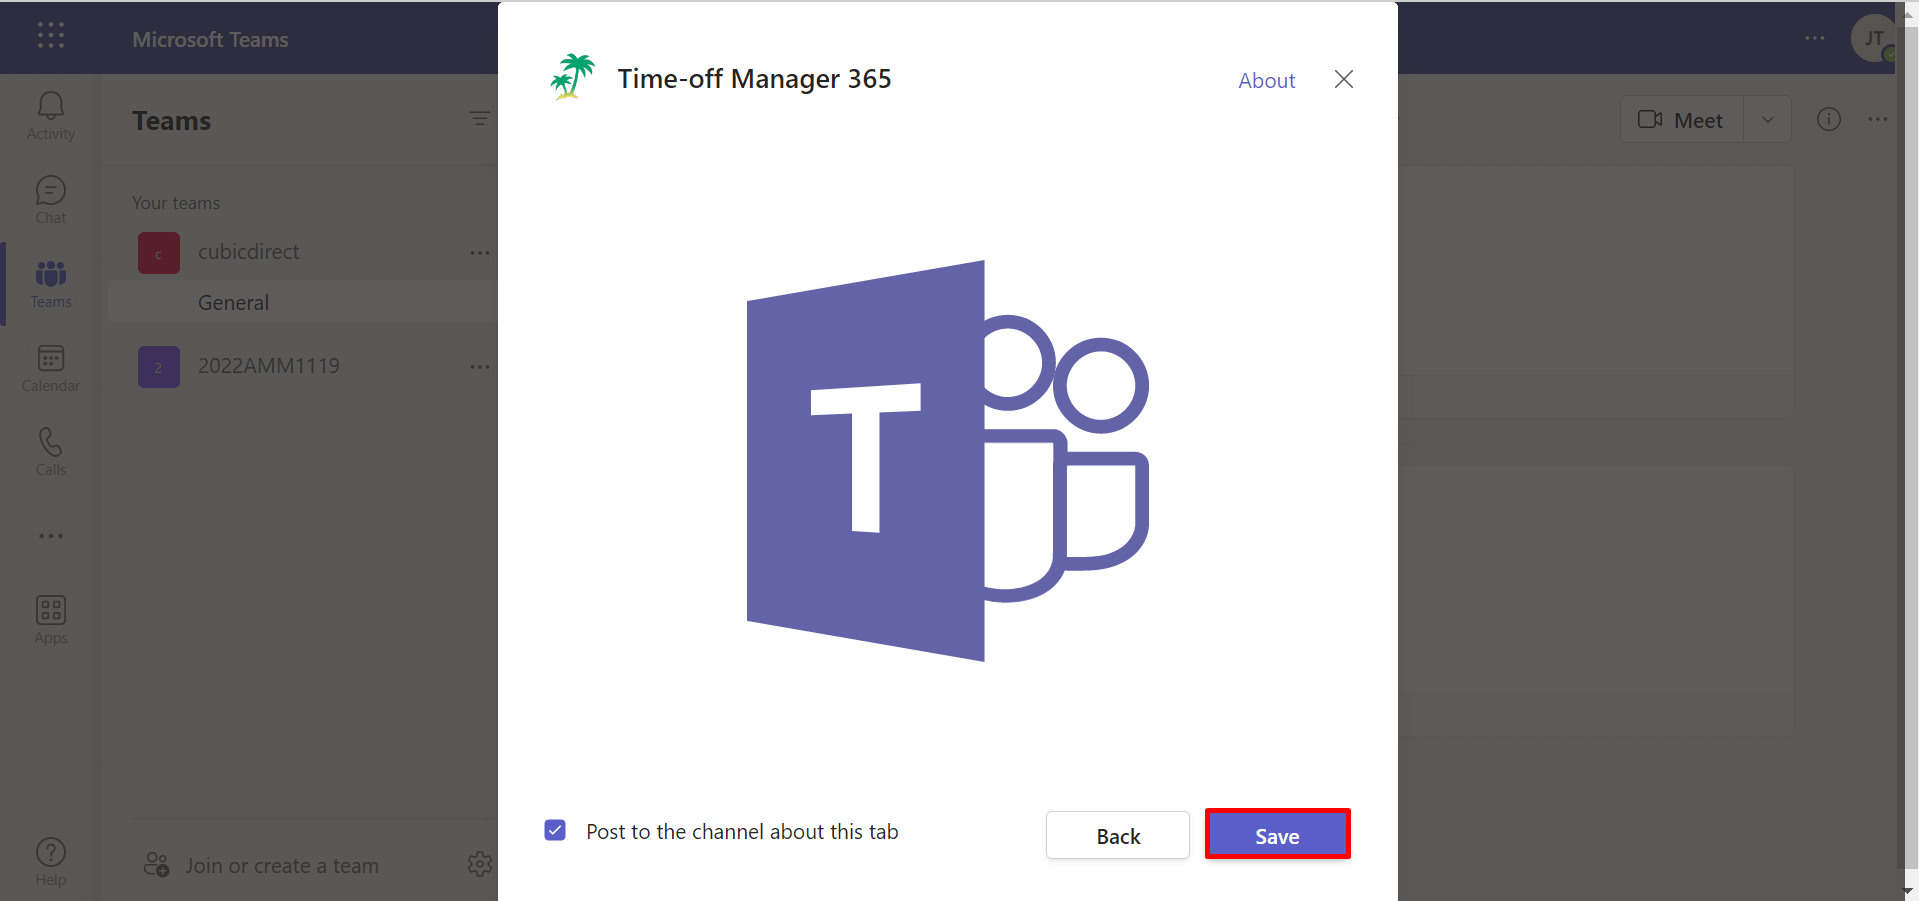 Microsoft Teams
JT
Activity
Chat
Teams
Calendar
Calls
Apps
Help
Teams
Your teams
c cubicdirect
General
2 2022AMM1119
Join or create a team
Time-off Manager 365
About
T
Post to the channel about this tab
Back
Save
Meet